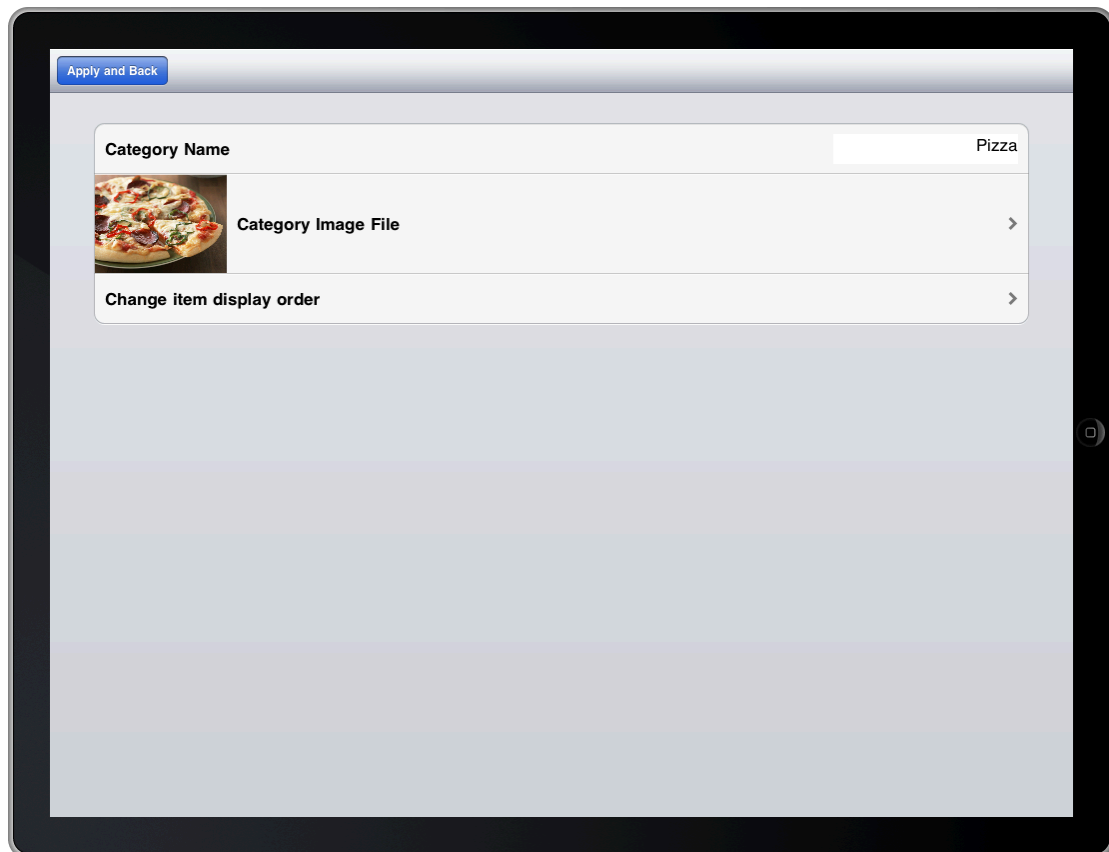 Apply and Back
Category Name
Pizza
Category Image File
Change item display order